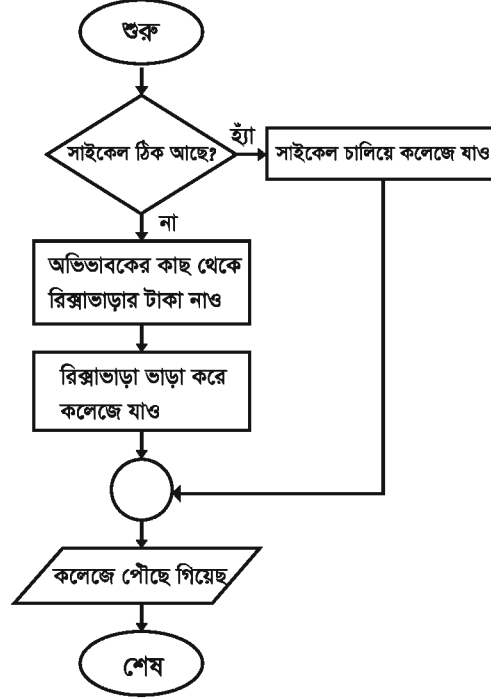 শুরু
সাইকেল ঠিক আছে?
হ্যাঁ
সাইকেল চালিয়ে কলেজে যাও
না
অভিভাবকের কাছ থেকে
রিক্সাভাড়ার টাকা নাও
রিক্সাভাড়া ভাড়া করে
কলেজে যাও
কলেজে পৌঁছে গিয়েছ
শেষ